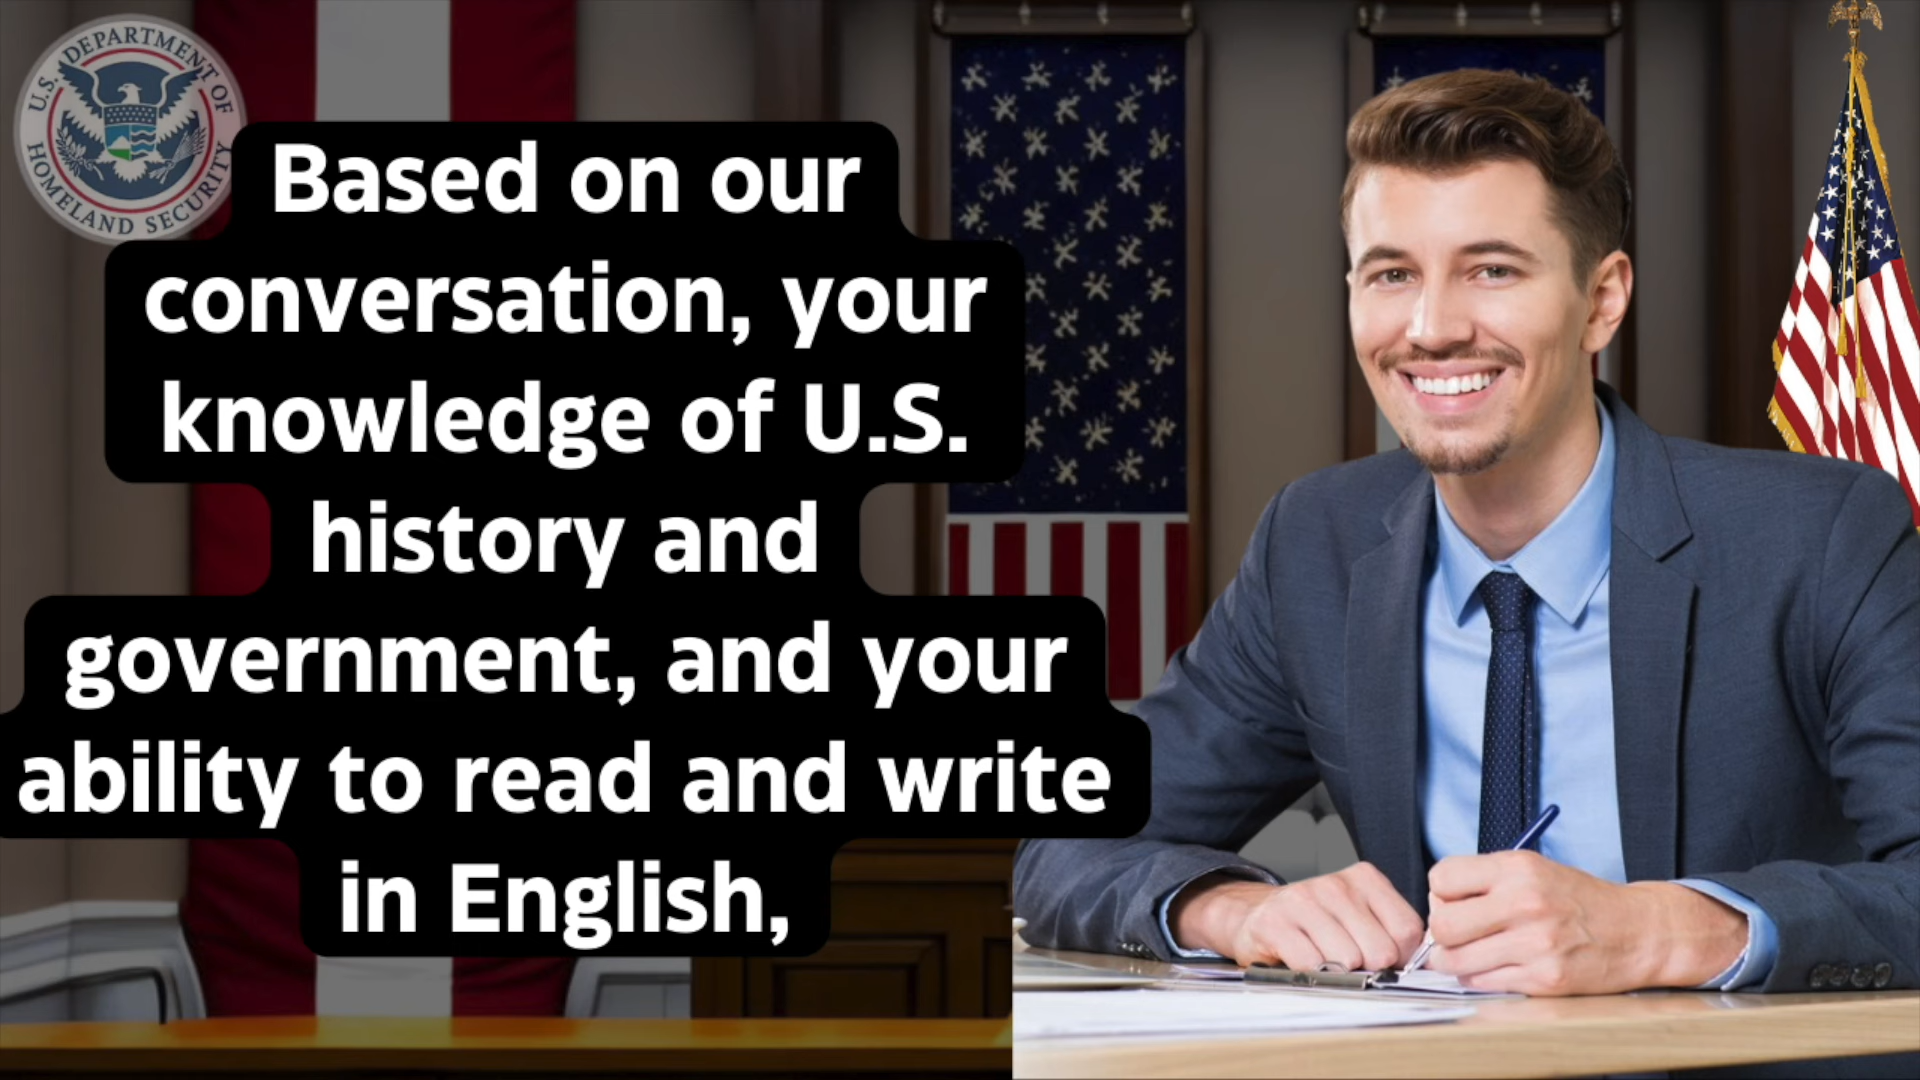 U.S. DEPARTMENT OF
HOMELAND SECURITY
Based on our
conversation, your
knowledge of U.S.
history and
government, and your
ability to read and write
in English,